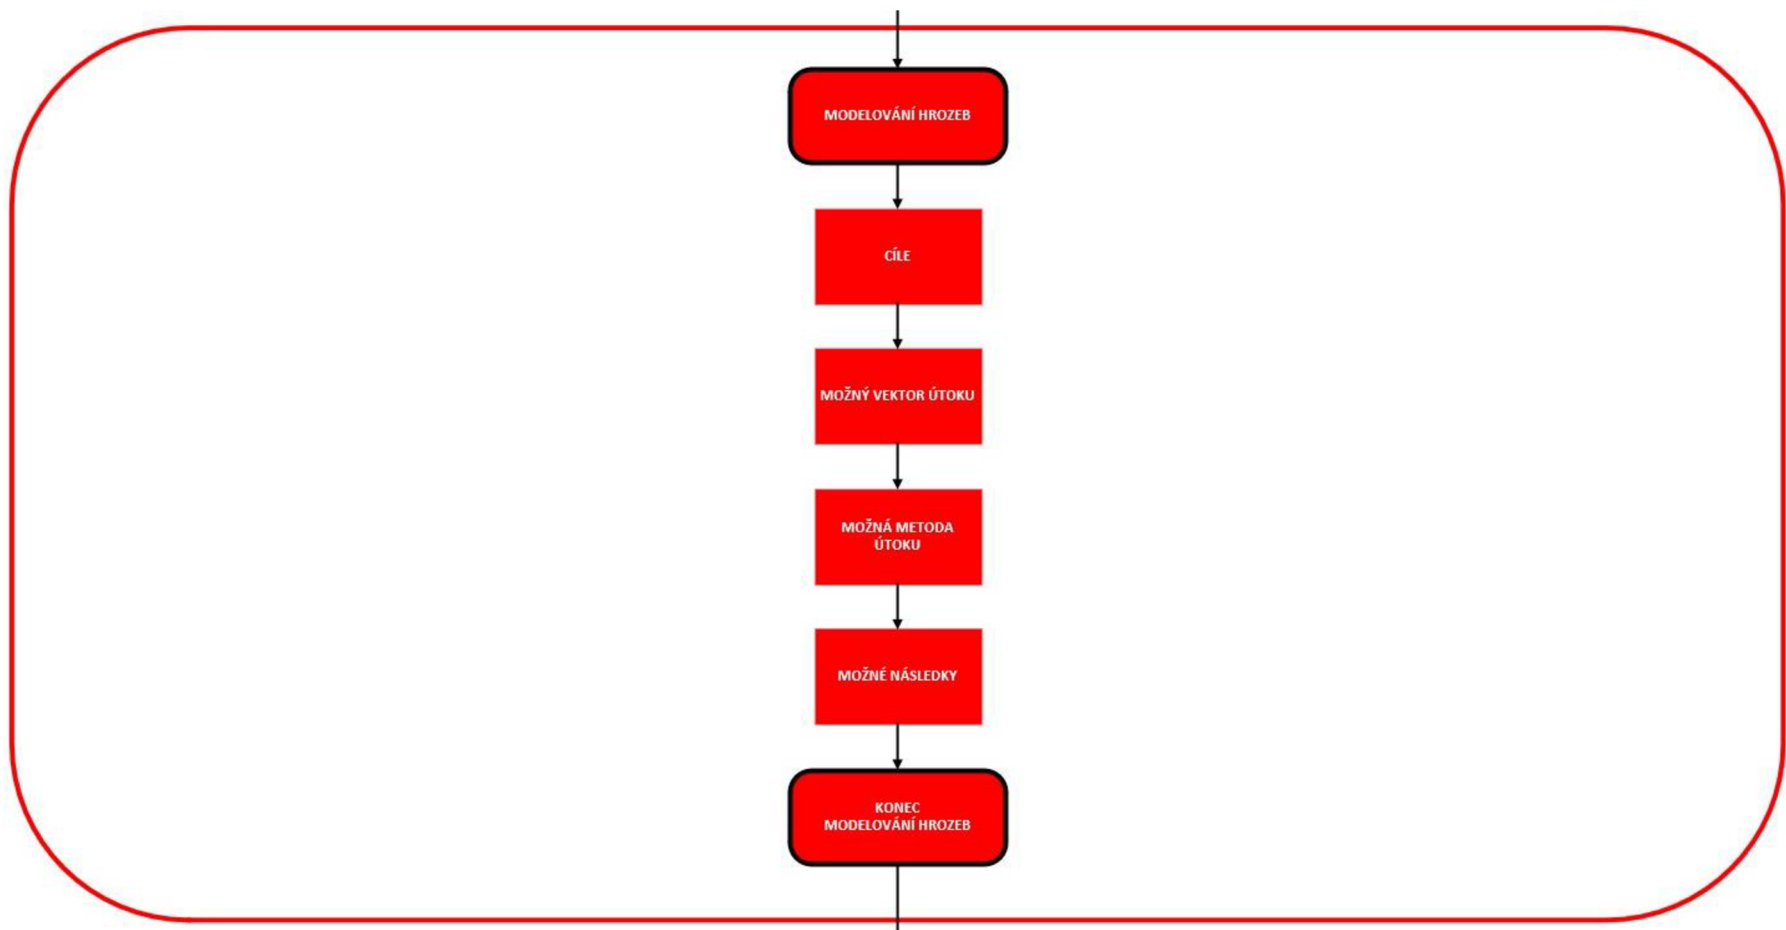 MODELOVÁNÍ HROZEB
CÍLE
MOŽNÝ VEKTOR ÚTOKU
MOŽNÁ METODA
ÚTOKU
MOŽNÉ NÁSLEDKY
KONEC
MODELOVÁNÍ HROZEB